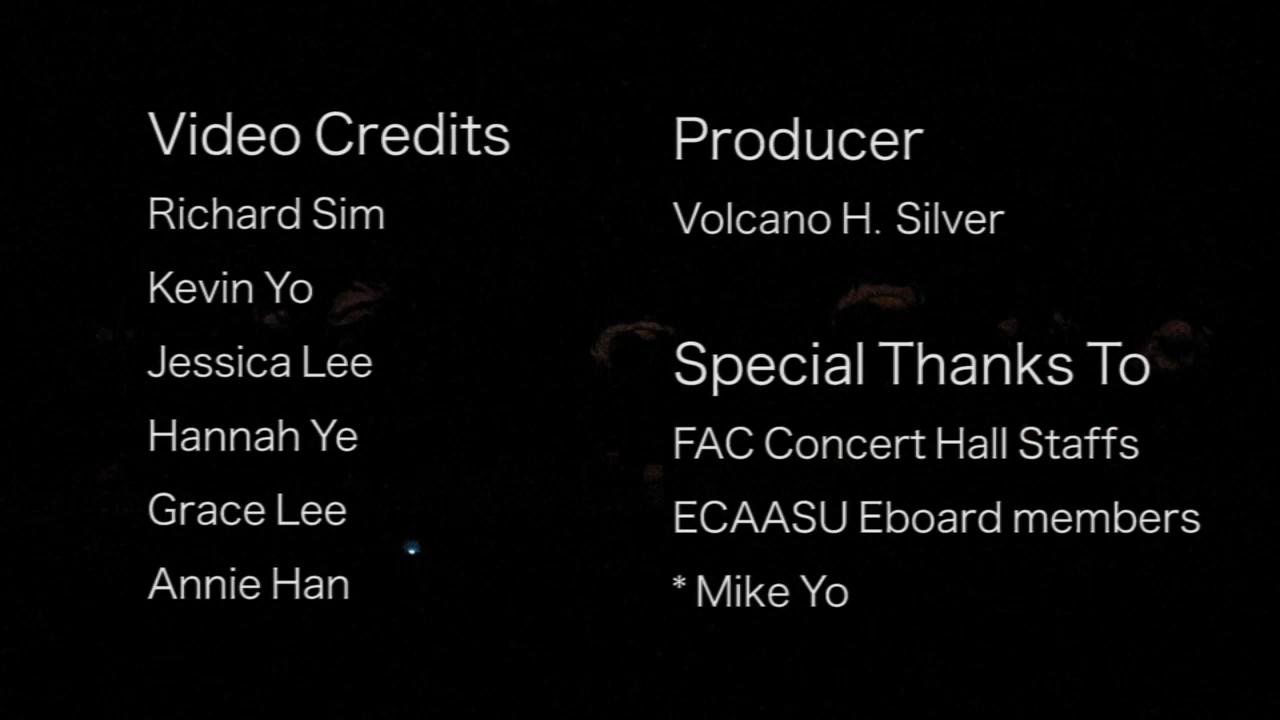 Video Credits
Richard Sim
Kevin Yo
Jessica Lee
Hannah Ye
Grace Lee
Annie Han
Producer
Volcano H. Silver
Special Thanks To
FAC Concert Hall Staffs
ECAASU Eboard members
* Mike Yo